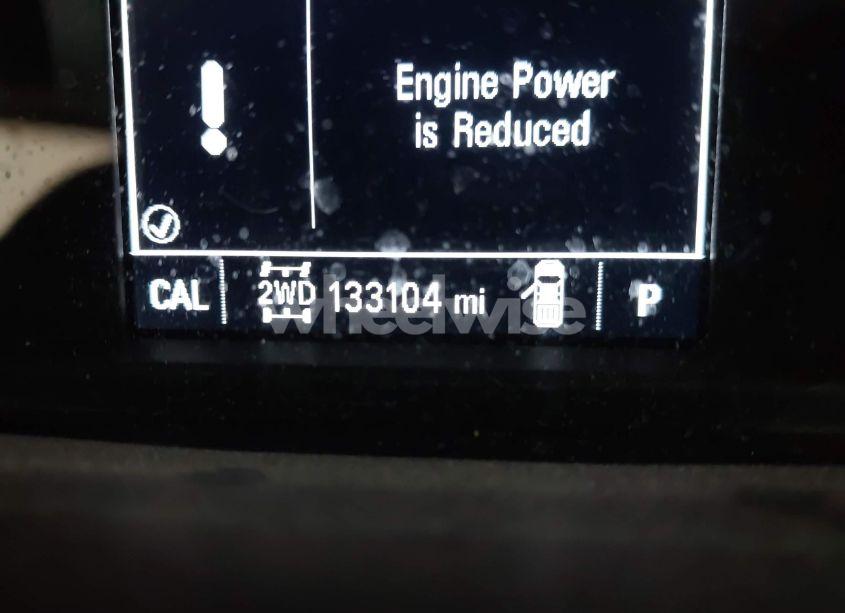 !
Engine Power
is Reduced
CAL 2WD 133104 mi P
wheelwise